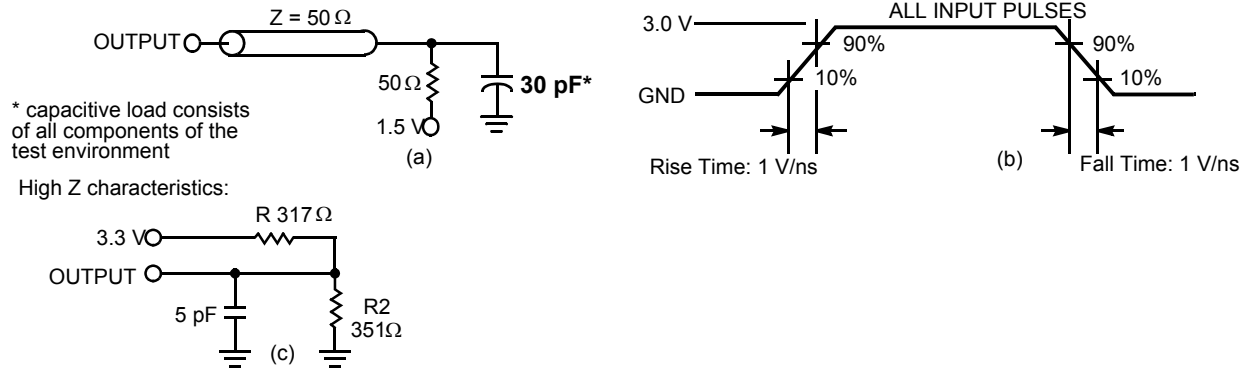 Z = 50 Ω
OUTPUT
50 Ω
30 pF*
1.5 V
(a)
* capacitive load consists
of all components of the
test environment
ALL INPUT PULSES
3.0 V
90%
90%
10%
10%
GND
Rise Time: 1 V/ns
(b)
Fall Time: 1 V/ns
High Z characteristics:
R 317 Ω
3.3 V
OUTPUT
5 pF
R2
351Ω
(c)